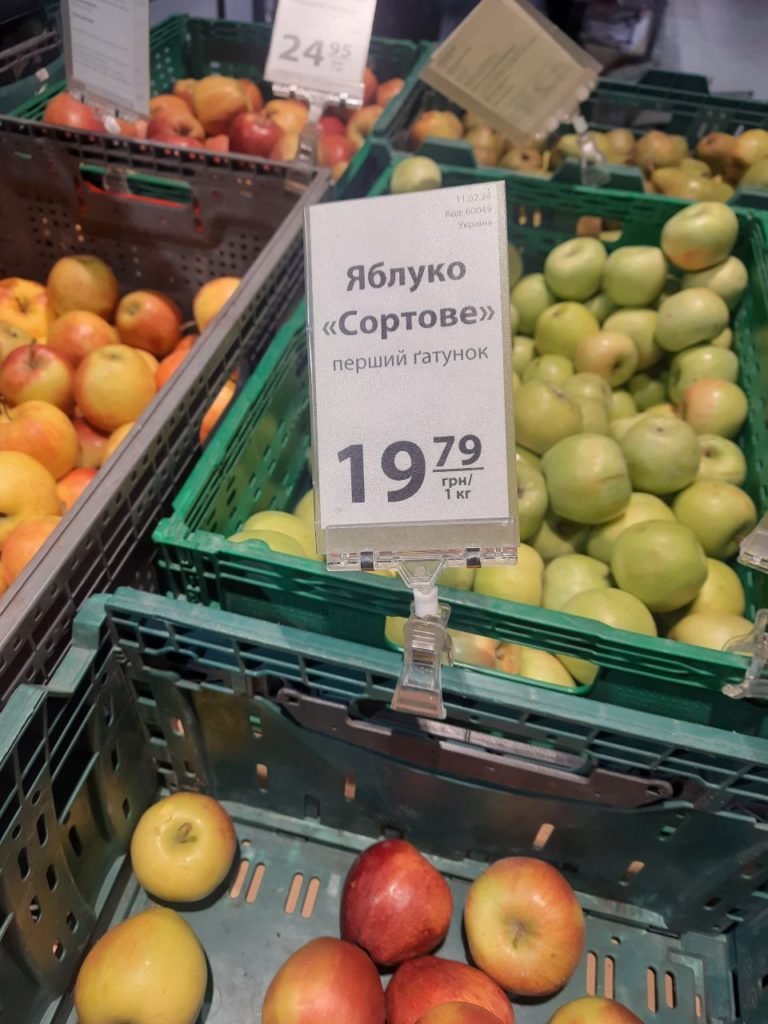 24 95
11.02.24
Код: 60049
Україна
Яблуко
«Сортове»
перший ґатунок
19 79
грн/
1 кг